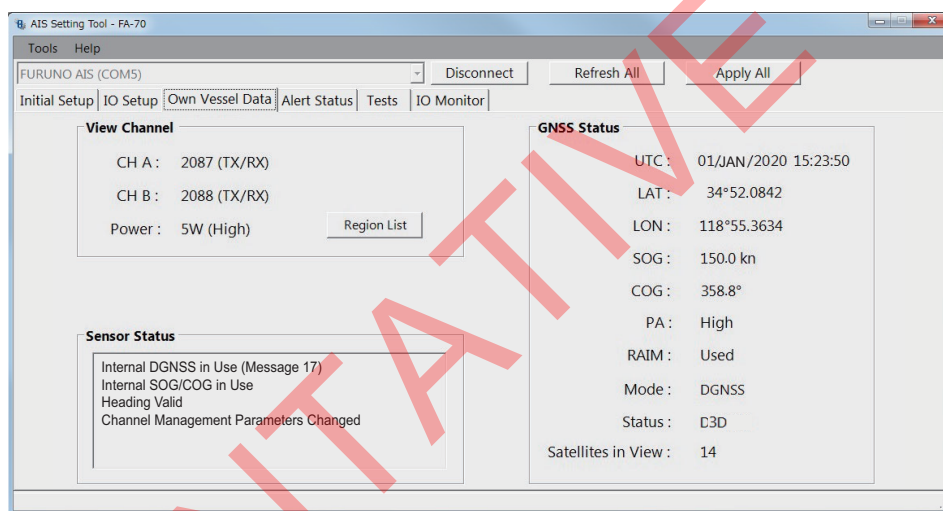 AIS Setting Tool - FA-70
Tools Help
FURUNO AIS (COM5) Disconnect Refresh All Apply All
Initial Setup IO Setup Own Vessel Data Alert Status Tests IO Monitor
View Channel
CH A : 2087 (TX/RX)
CH B : 2088 (TX/RX)
Power : 5W (High) Region List
Sensor Status
Internal DGNSS in Use (Message 17)
Internal SOG/COG in Use
Heading Valid
Channel Management Parameters Changed
GNSS Status
UTC : 01/JAN/2020 15:23:50
LAT : 34°52.0842
LON : 118°55.3634
SOG : 150.0 kn
COG : 358.8°
PA : High
RAIM : Used
Mode : DGNSS
Status : D3D
Satellites in View : 14
NTATIVE